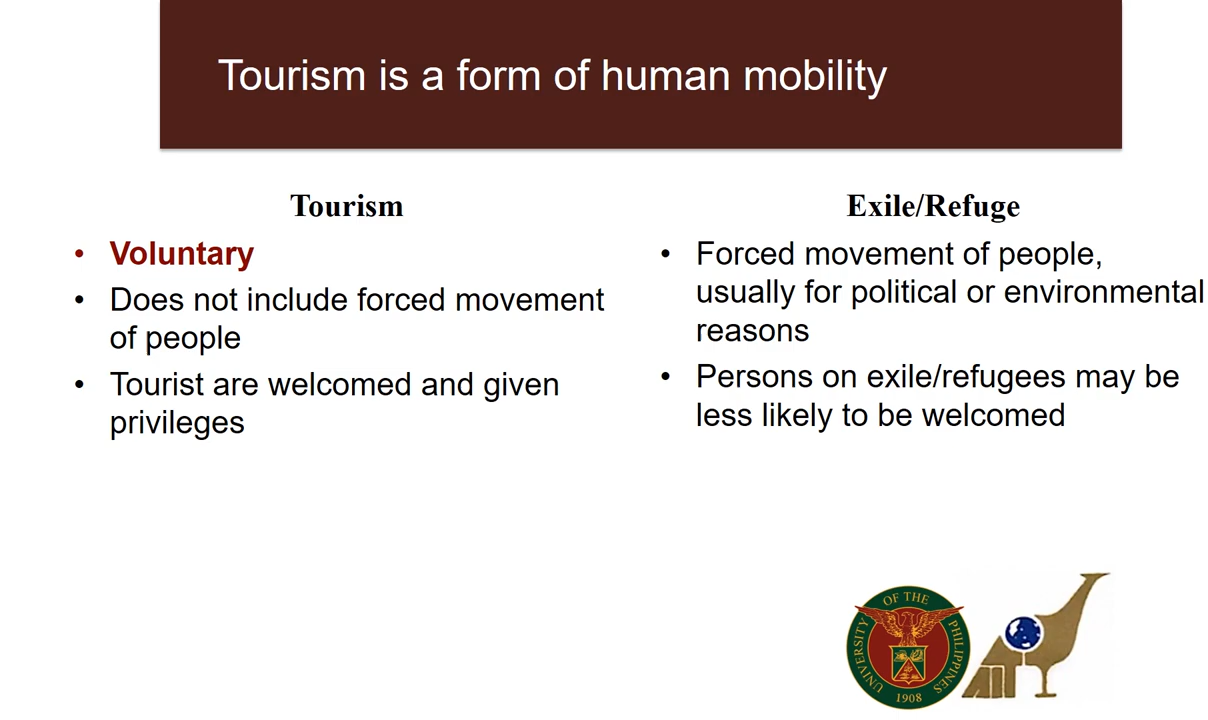 Tourism is a form of human mobility
Tourism
• Voluntary
• Does not include forced movement
of people
• Tourist are welcomed and given
privileges
Exile/Refuge
• Forced movement of people,
usually for political or environmental
reasons
• Persons on exile/refugees may be
less likely to be welcomed
UNIVERSITY OF THE PHILIPPINES
1908
AIT